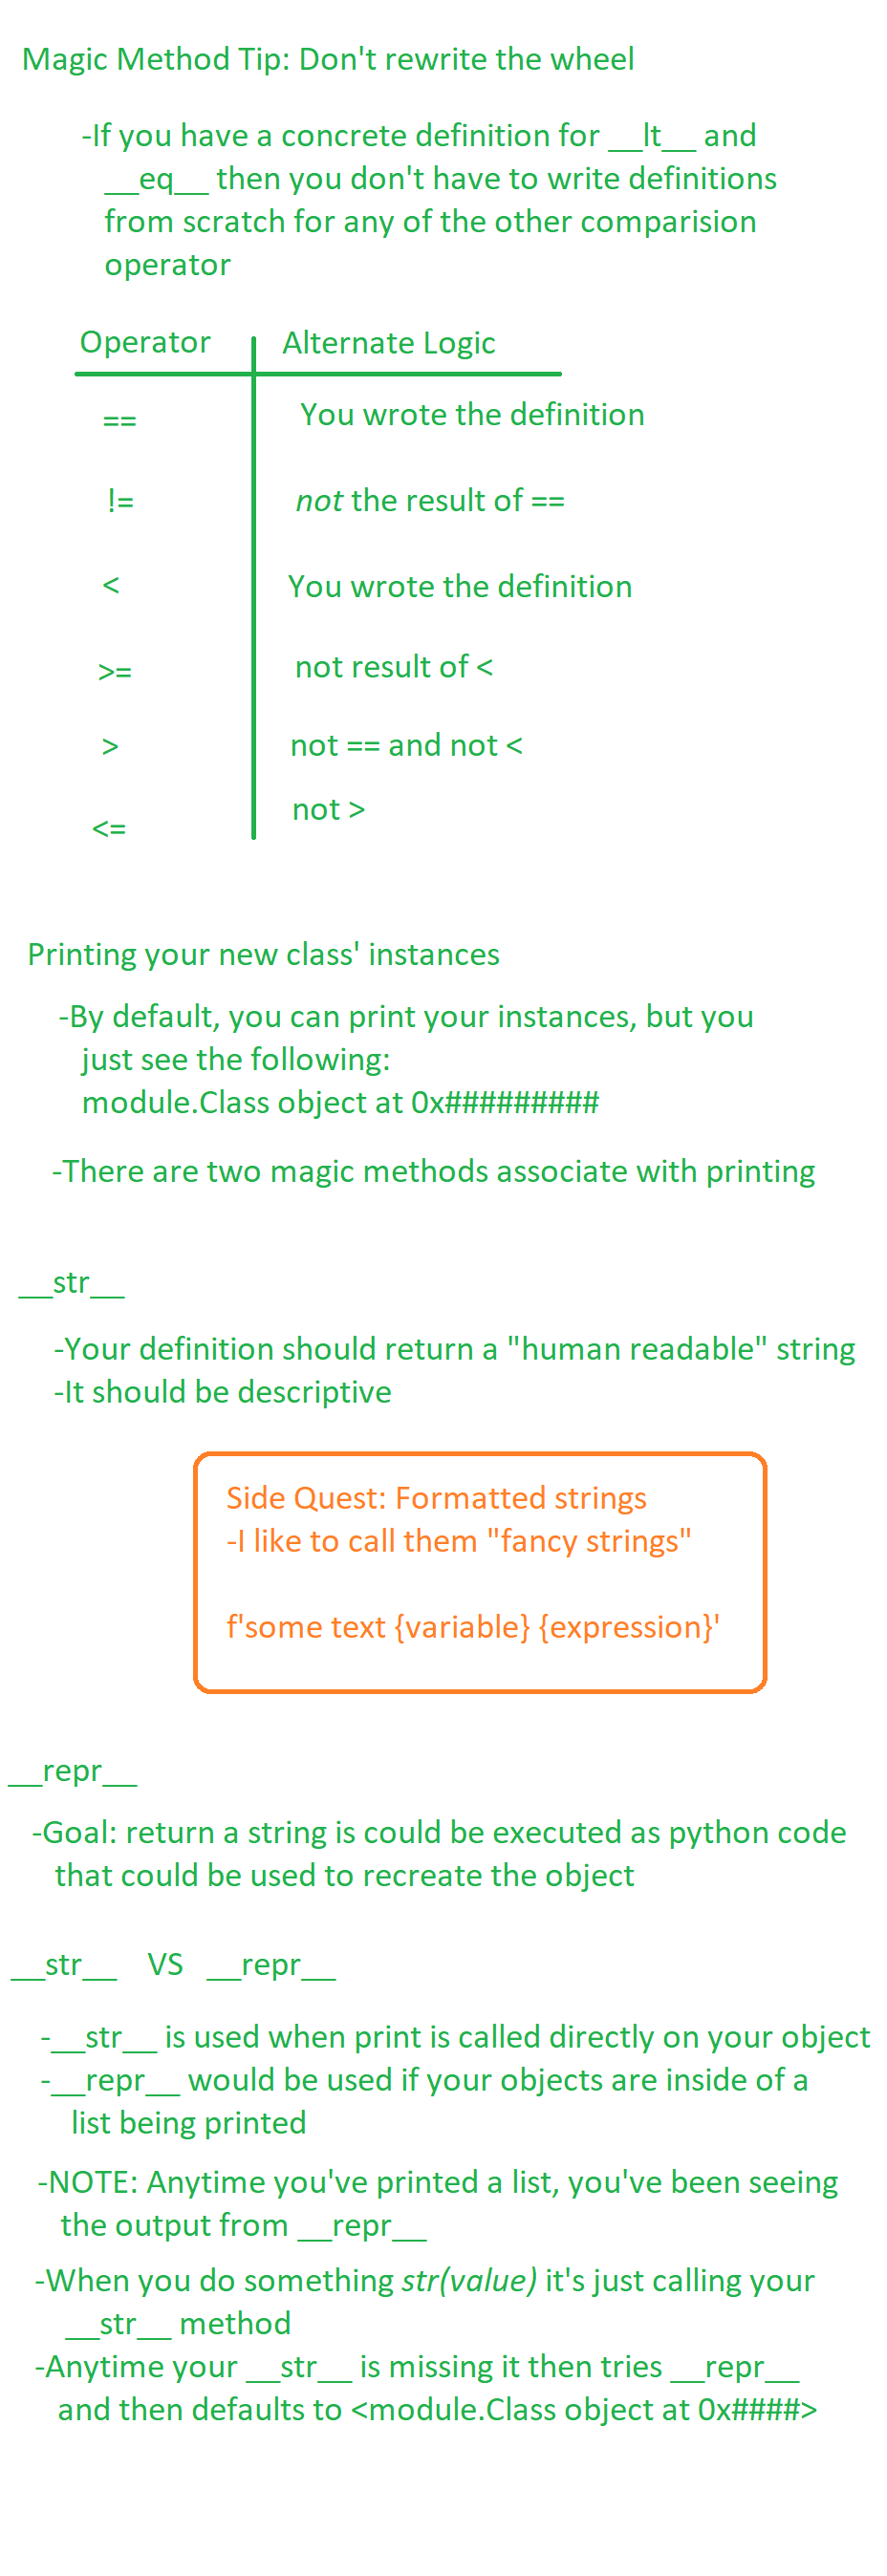 Magic Method Tip: Don't rewrite the wheel
-If you have a concrete definition for __lt__ and
__eq__ then you don't have to write definitions
from scratch for any of the other comparision
operator
Operator Alternate Logic
== You wrote the definition
!= not the result of ==
< You wrote the definition
>= not result of <
> not == and not <
<= not >
Printing your new class' instances
-By default, you can print your instances, but you
just see the following:
module.Class object at 0x#########
-There are two magic methods associate with printing
__str__
-Your definition should return a "human readable" string
-It should be descriptive
Side Quest: Formatted strings
-I like to call them "fancy strings"
f'some text {variable} {expression}'
__repr__
-Goal: return a string is could be executed as python code
that could be used to recreate the object
__str__ VS __repr__
-__str__ is used when print is called directly on your object
-__repr__ would be used if your objects are inside of a
list being printed
-NOTE: Anytime you've printed a list, you've been seeing
the output from __repr__
-When you do something str(value) it's just calling your
__str__ method
-Anytime your __str__ is missing it then tries __repr__
and then defaults to <module.Class object at 0x####>